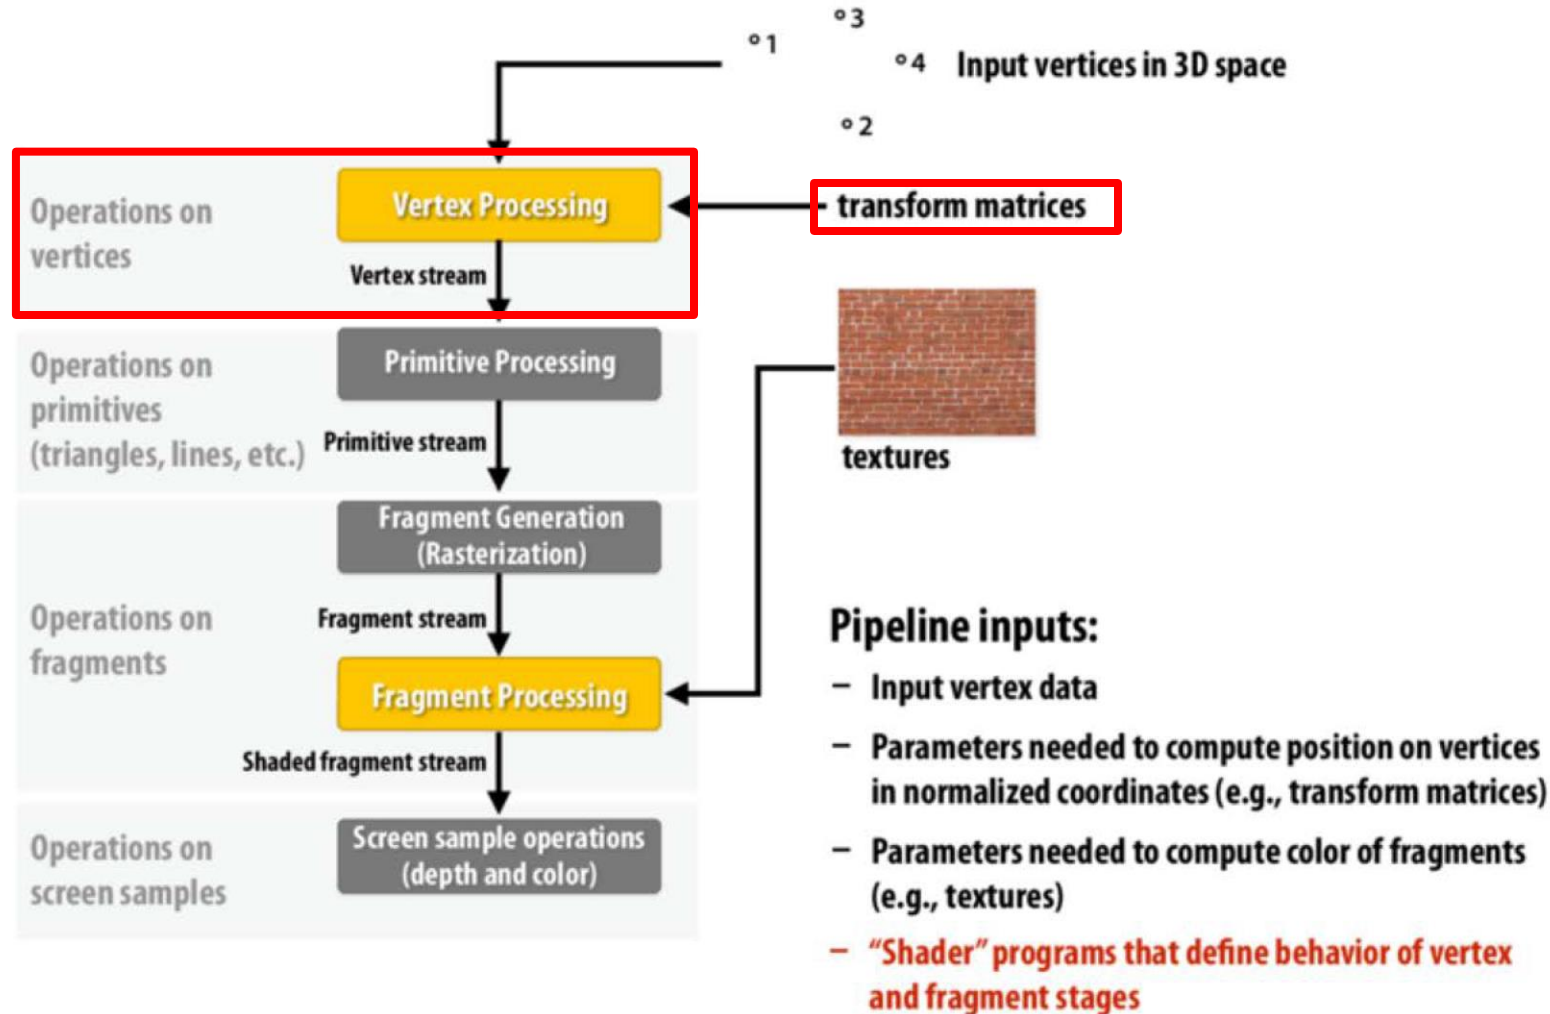 °3
°1
°4
Input vertices in 3D space
°2
Operations on
vertices
Vertex Processing
transform matrices
Vertex stream
Operations on
primitives
(triangles, lines, etc.)
Primitive Processing
Primitive stream
textures
Operations on
fragments
Fragment Generation
(Rasterization)
Fragment stream
Fragment Processing
Shaded fragment stream
Operations on
screen samples
Screen sample operations
(depth and color)
Pipeline inputs:
– Input vertex data
– Parameters needed to compute position on vertices
in normalized coordinates (e.g., transform matrices)
– Parameters needed to compute color of fragments
(e.g., textures)
– “Shader” programs that define behavior of vertex
and fragment stages